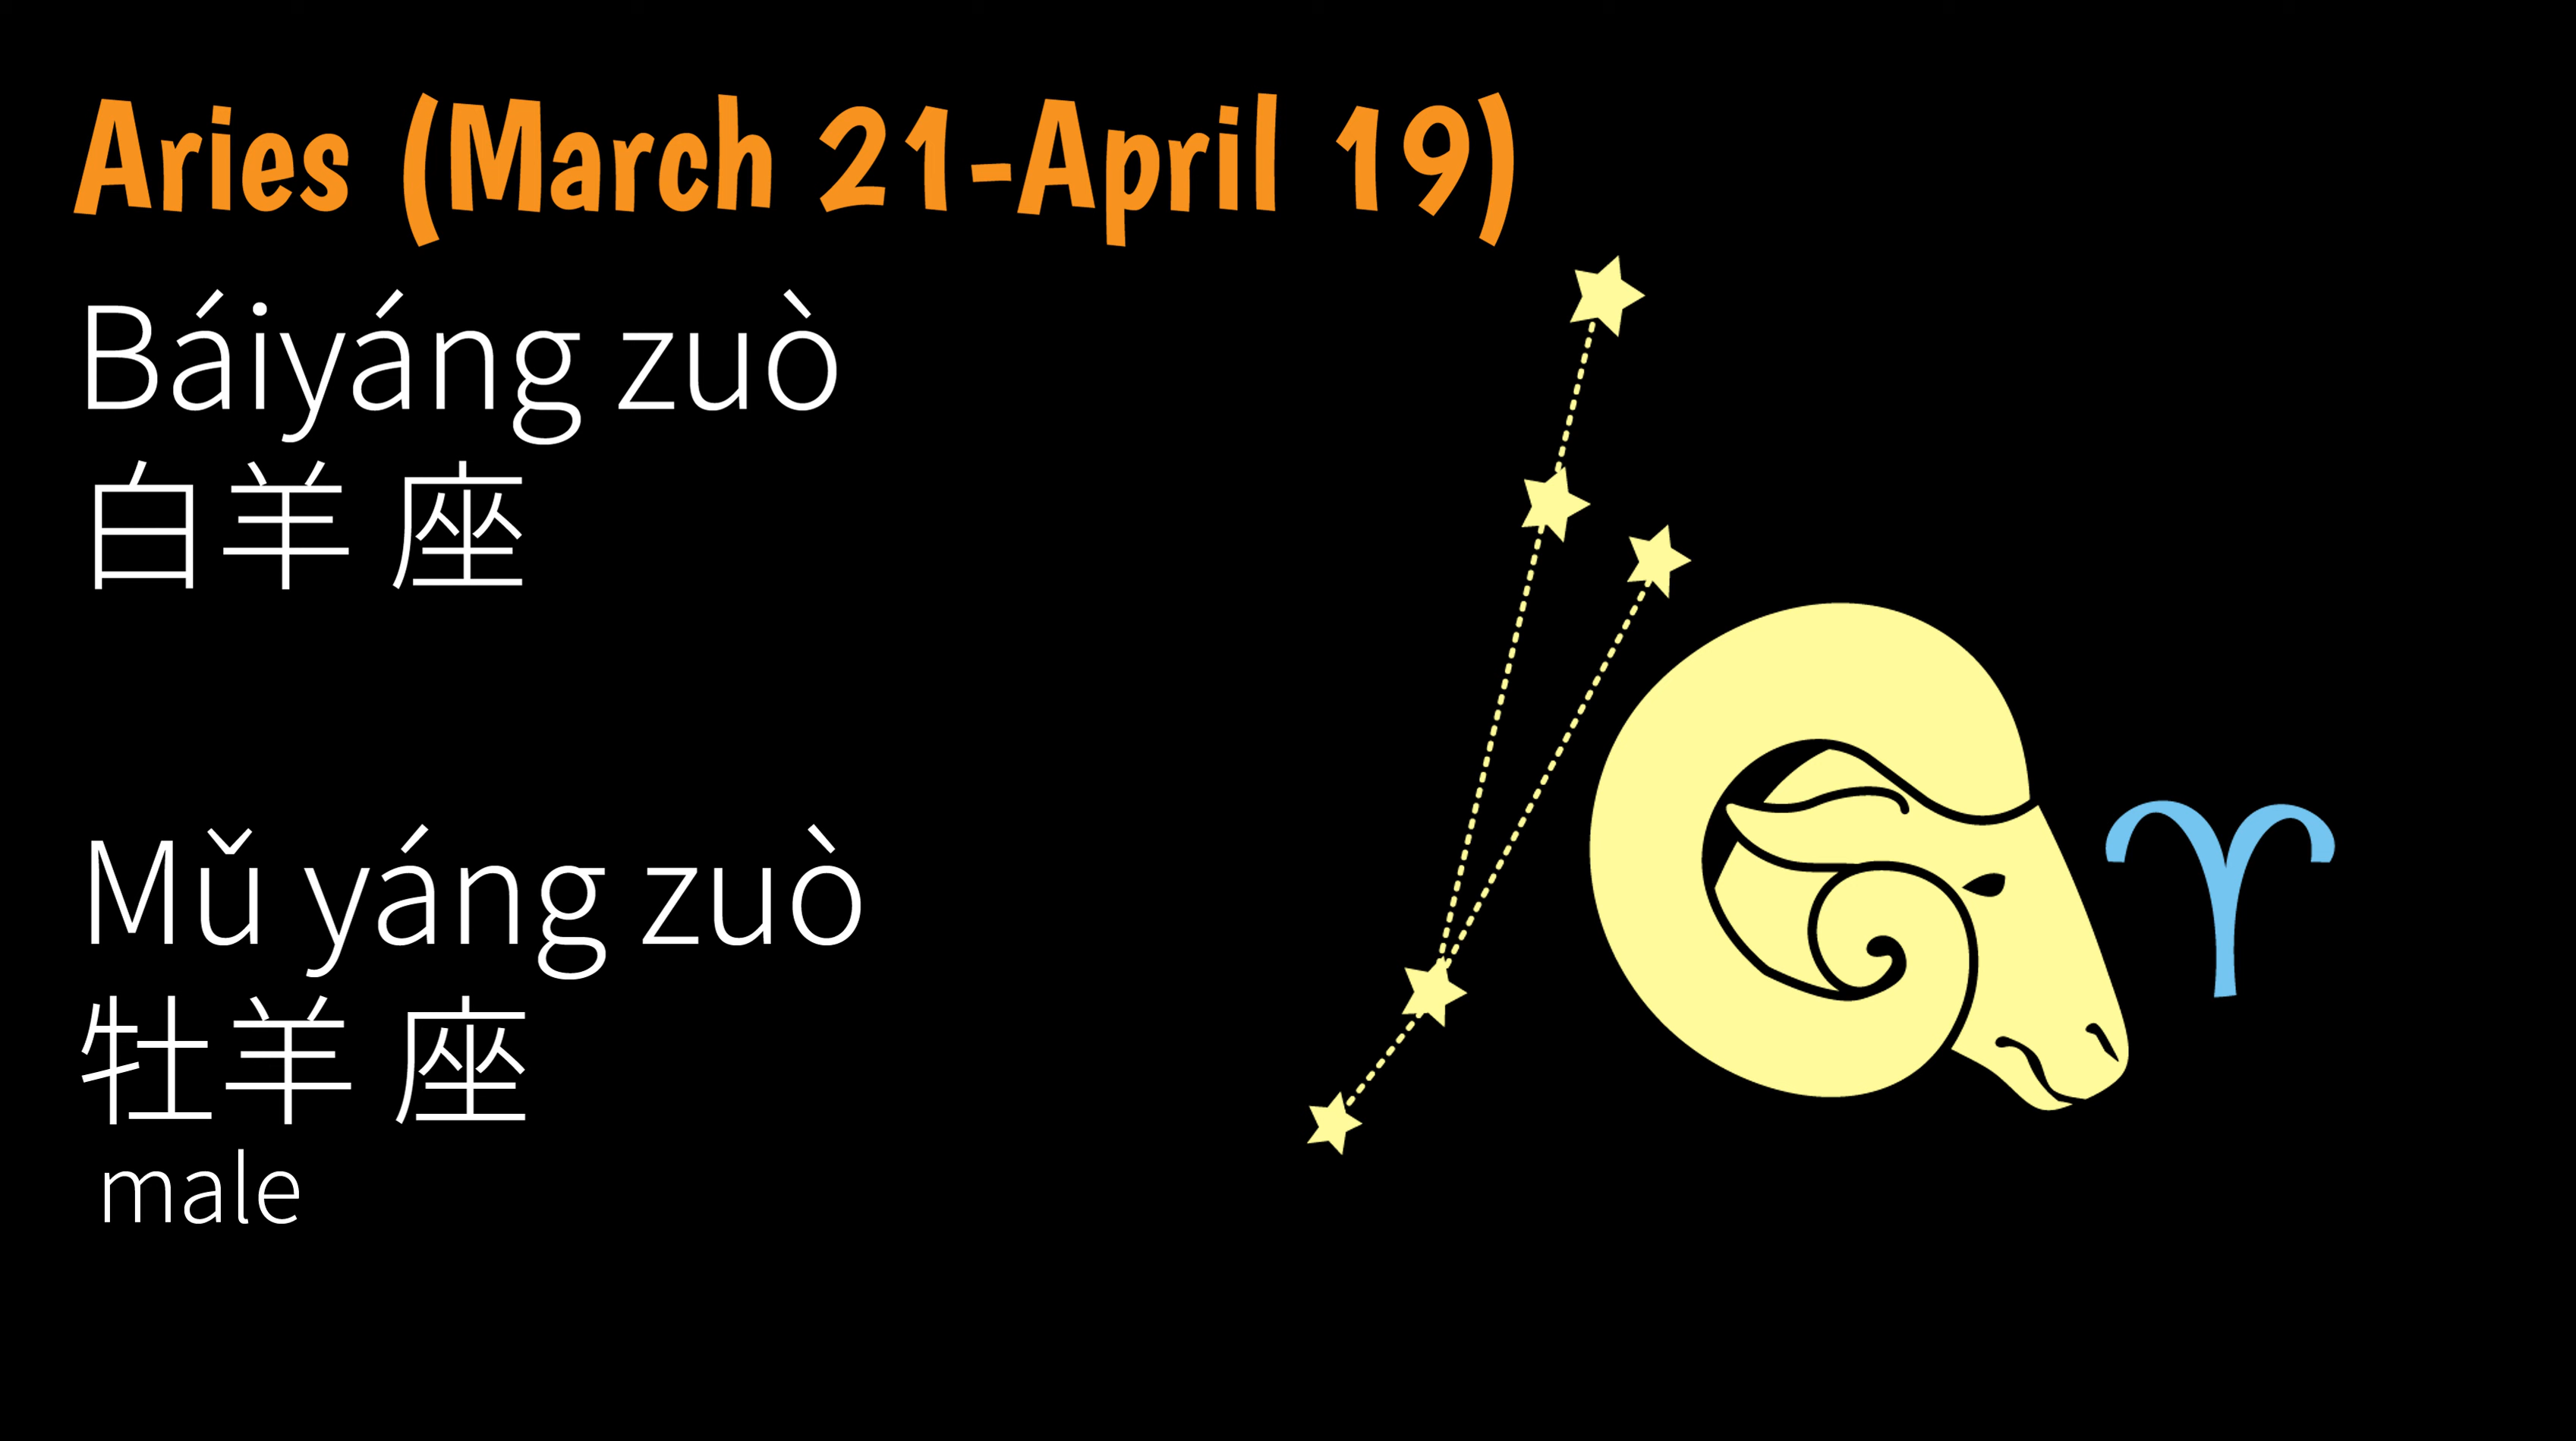 Aries (March 21-April 19)
Báiyáng zuò
白羊 座
Mǔ yáng zuò
牡羊 座
male